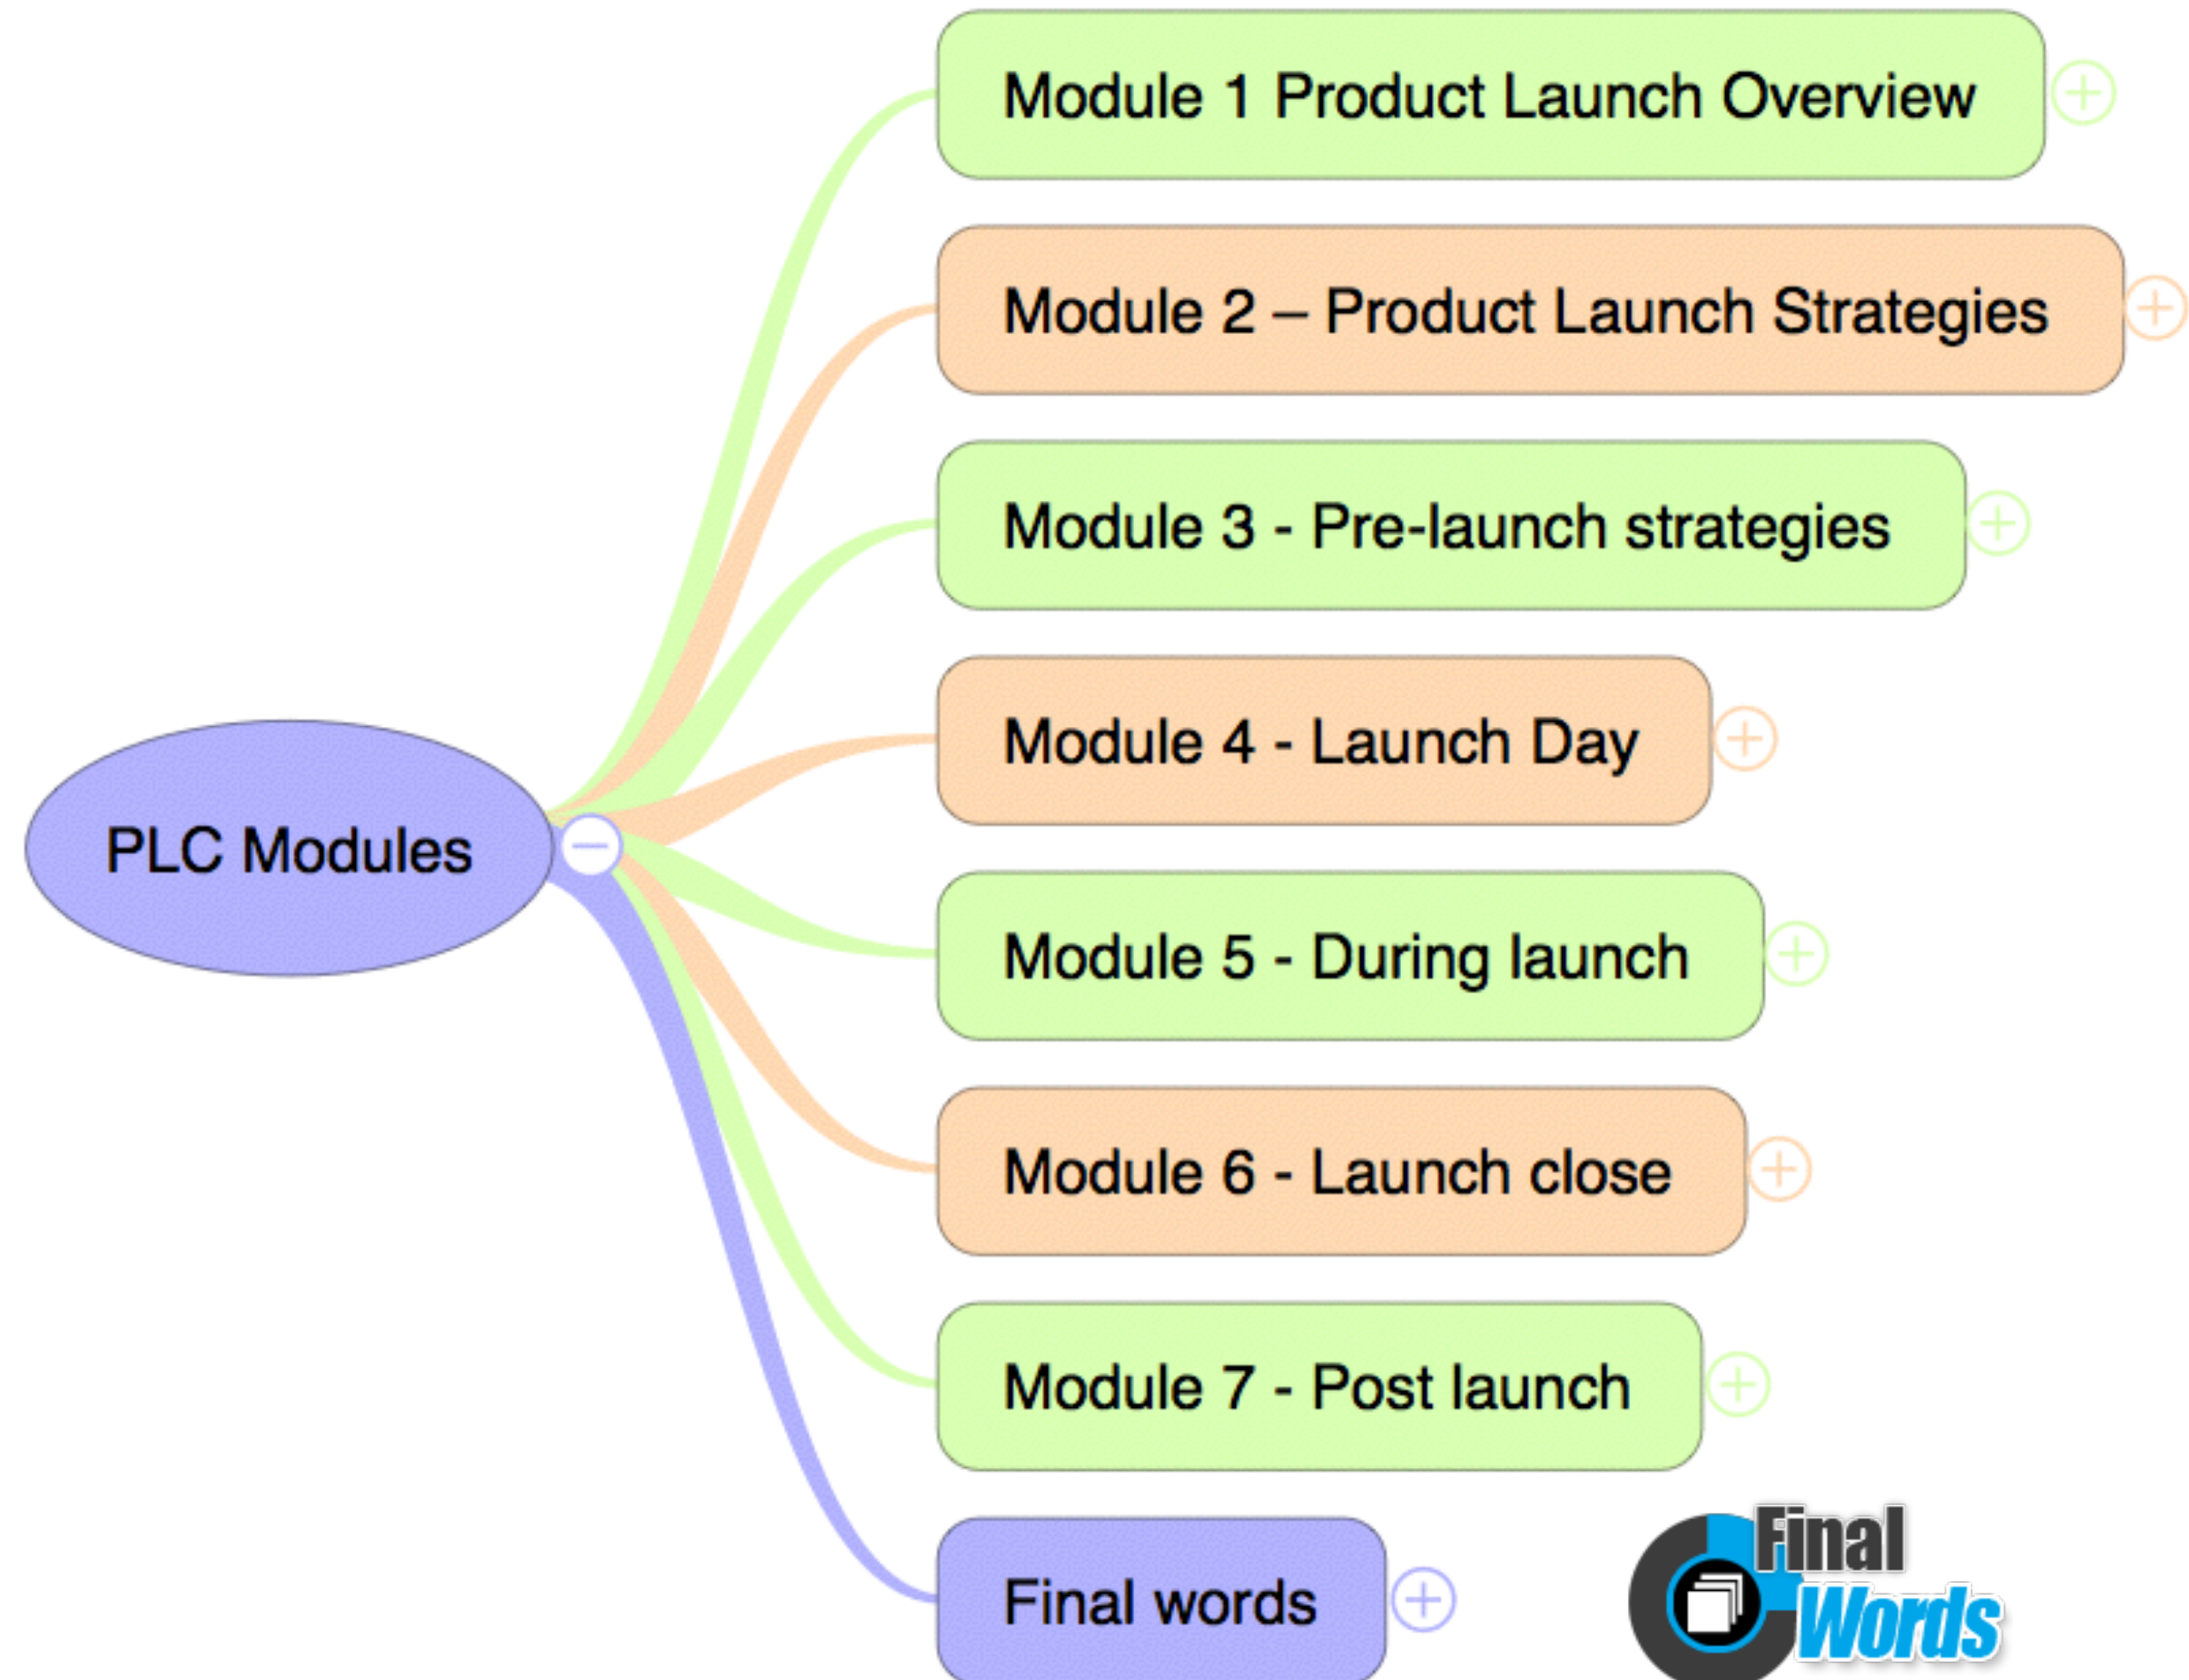 Module 1 Product Launch Overview
Module 2 – Product Launch Strategies
Module 3 - Pre-launch strategies
Module 4 - Launch Day
PLC Modules
Module 5 - During launch
Module 6 - Launch close
Module 7 - Post launch
Final words
Final
Words